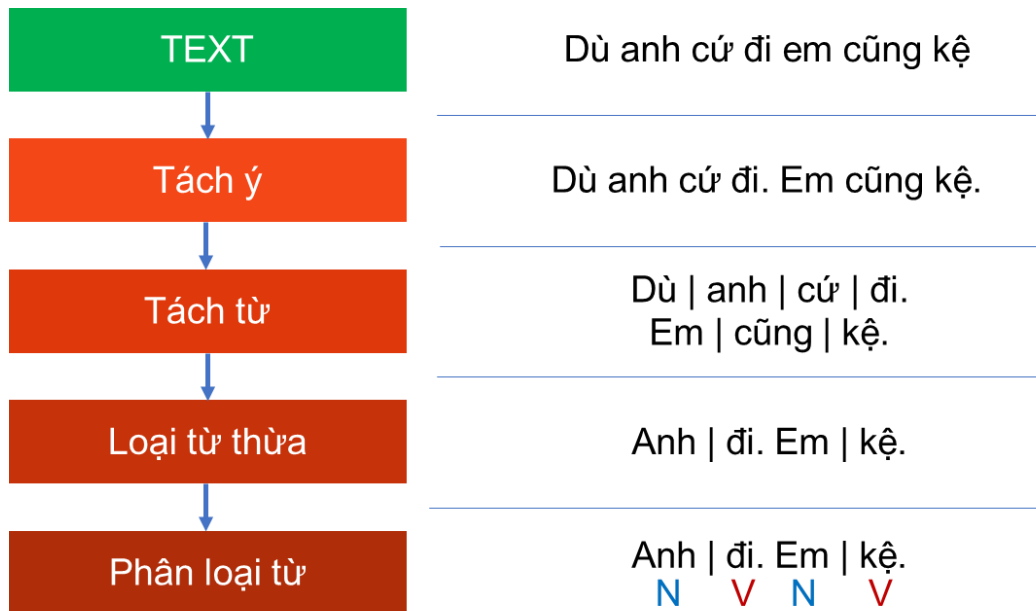 TEXT
Dù anh cứ đi em cũng kệ
Tách ý
Dù anh cứ đi. Em cũng kệ.
Tách từ
Dù | anh | cứ | đi.
Em | cũng | kệ.
Loại từ thừa
Anh | đi. Em | kệ.
Phân loại từ
Anh | đi. Em | kệ.
N V N V